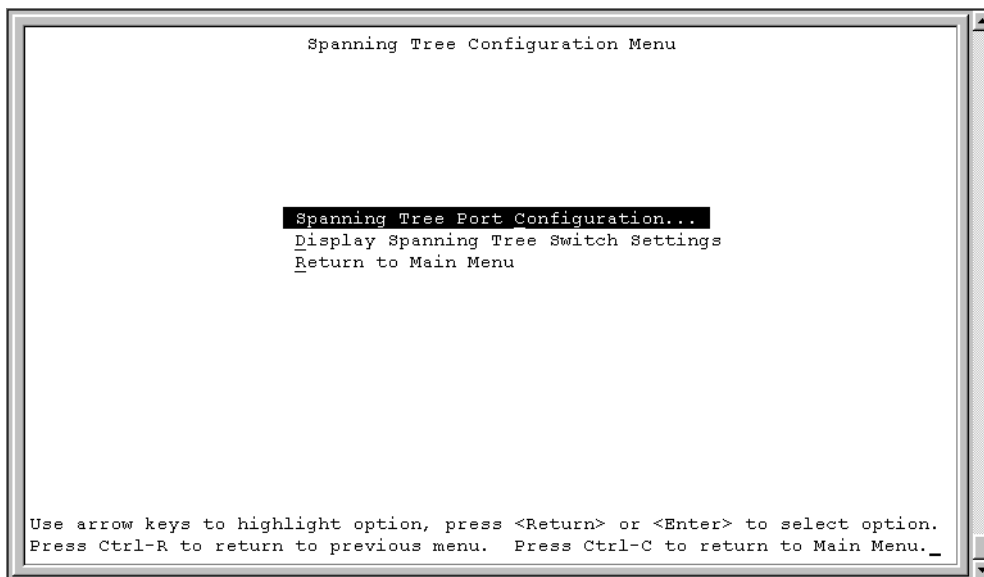 Spanning Tree Configuration Menu
Spanning Tree Port Configuration...
Display Spanning Tree Switch Settings
Return to Main Menu
Use arrow keys to highlight option, press <Return> or <Enter> to select option.
Press Ctrl-R to return to previous menu.  Press Ctrl-C to return to Main Menu._